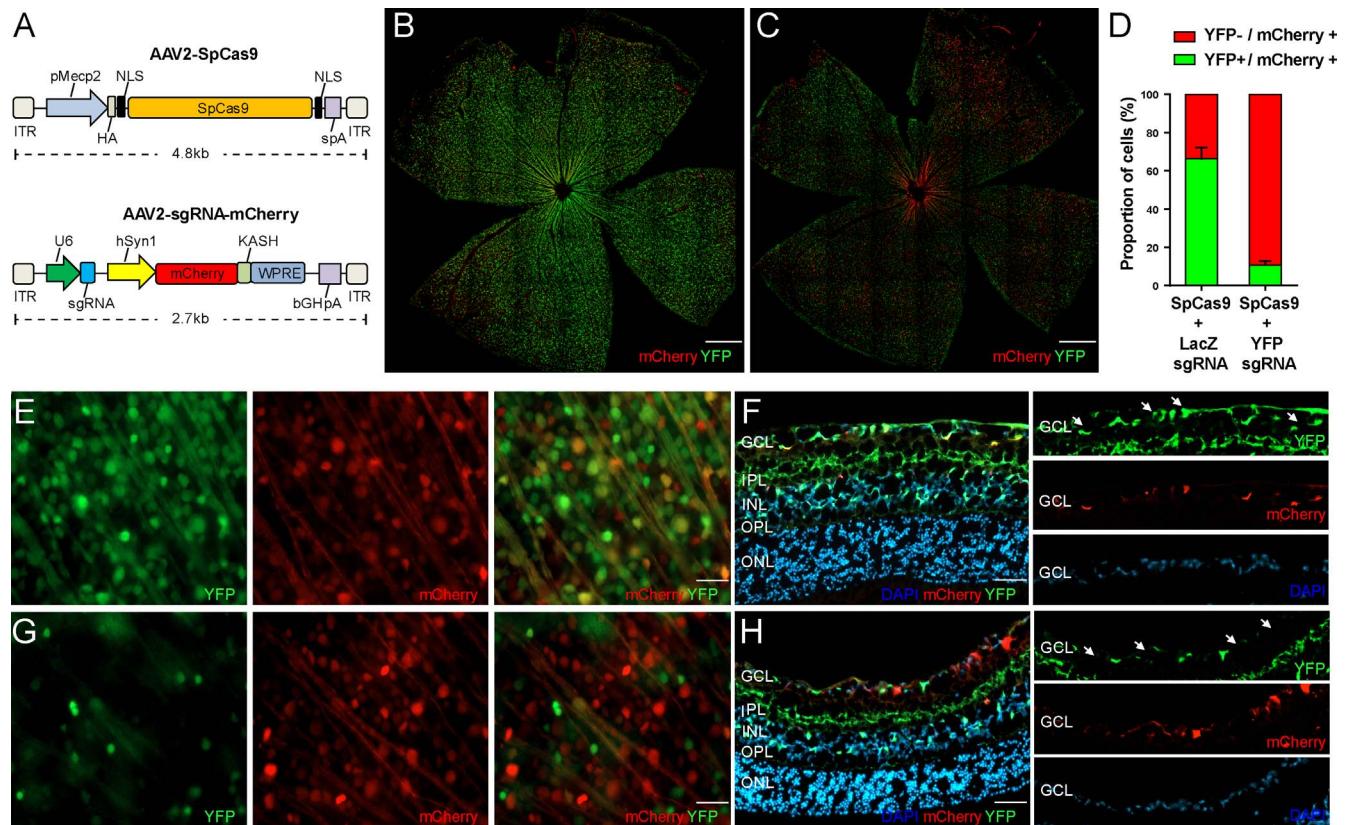 A
AAV2-SpCas9
pMecp2
NLS
NLS
SpCas9
ITR
HA
spA
ITR
4.8kb
AAV2-sgRNA-mCherry
U6
hSyn1
KASH
mCherry
WPRE
ITR
sgRNA
bGHpA
ITR
2.7kb
B
mCherry YFP
C
mCherry YFP
D
YFP- / mCherry +
YFP+ / mCherry +
Proportion of cells (%)
100
80
60
40
20
0
SpCas9 SpCas9
+ +
LacZ YFP
sgRNA sgRNA
E
YFP
mCherry
mCherry YFP
F
GCL
IPL
INL
OPL
ONL
DAPI mCherry YFP
GCL
YFP
GCL
mCherry
GCL
DAPI
G
YFP
mCherry
mCherry YFP
H
GCL
IPL
INL
OPL
ONL
DAPI mCherry YFP
GCL
YFP
GCL
mCherry
GCL
DAPI